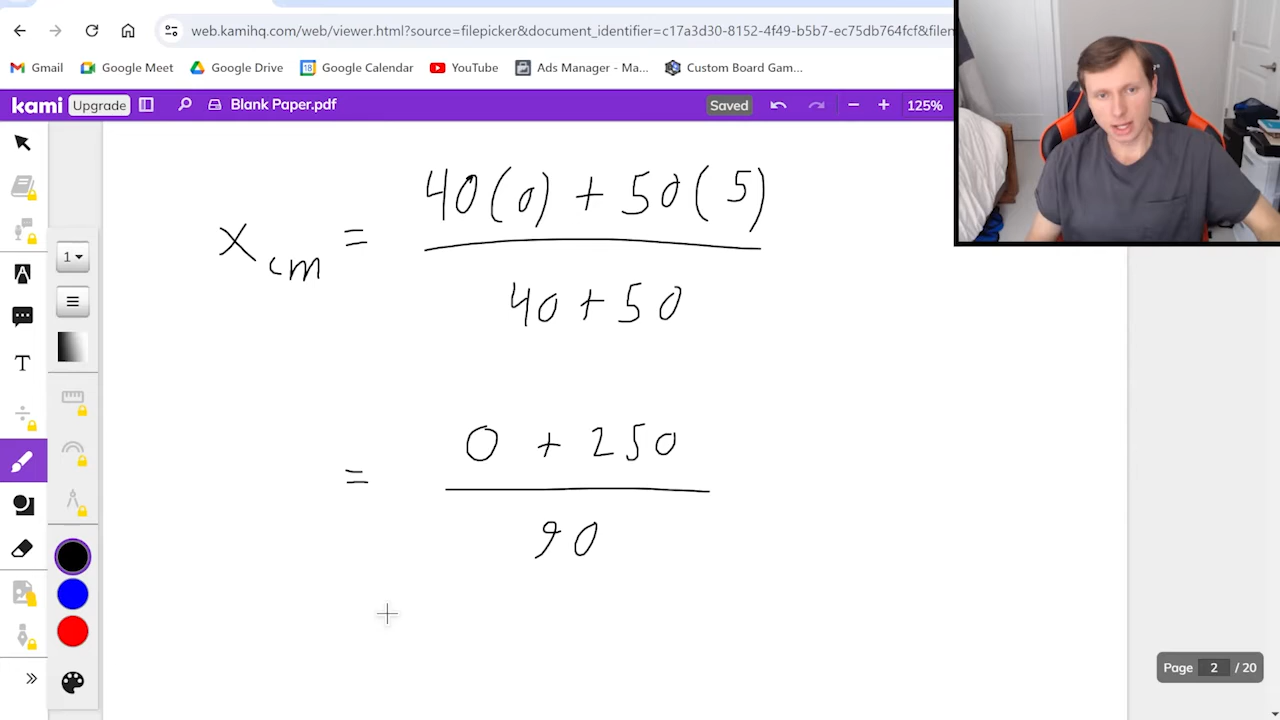 web.kamihq.com/web/viewer.html?source=filepicker&document_identifier=c17a3d30-8152-4f49-b5b7-ec75db764fcf&filen
Gmail Google Meet Google Drive 18 Google Calendar YouTube Ads Manager - Ma... Custom Board Gam...
kami Upgrade Blank Paper.pdf Saved 125%
40(0) + 50(5)
x cm =
40 + 50
1
T
0 + 250
=
90
Page 2 / 20